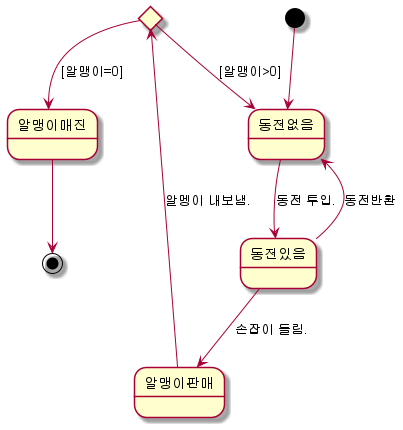 [알맹이=0]
[알맹이>0]
알맹이매진
동전없음
알멩이 내보냄.
동전 투입.
동전반환
동전있음
손잡이 돌림.
알맹이판매